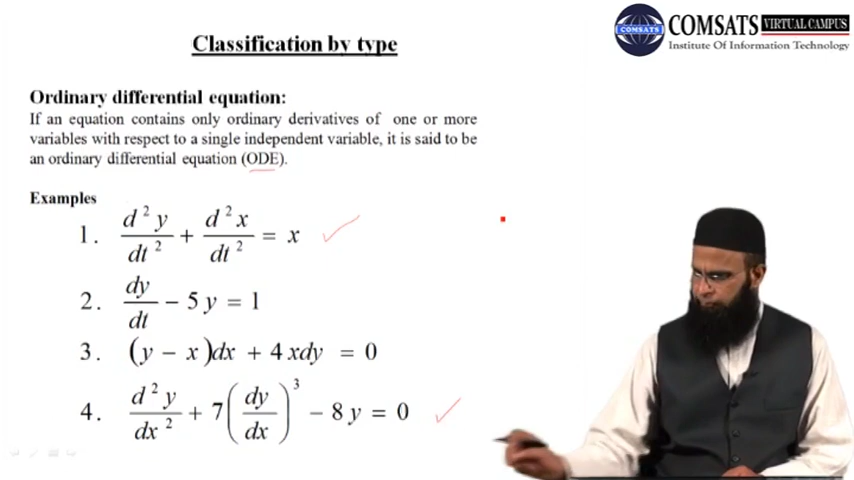 COMSATS VIRTUAL CAMPUS
COMSATS
Institute Of Information Technology
Classification by type
Ordinary differential equation:
If an equation contains only ordinary derivatives of one or more
variables with respect to a single independent variable, it is said to be
an ordinary differential equation (ODE).
Examples
1. d²y/dt² + d²x/dt² = x
2. dy/dt − 5y = 1
3. (y − x)dx + 4xdy = 0
4. d²y/dx² + 7(dy/dx)³ − 8y = 0